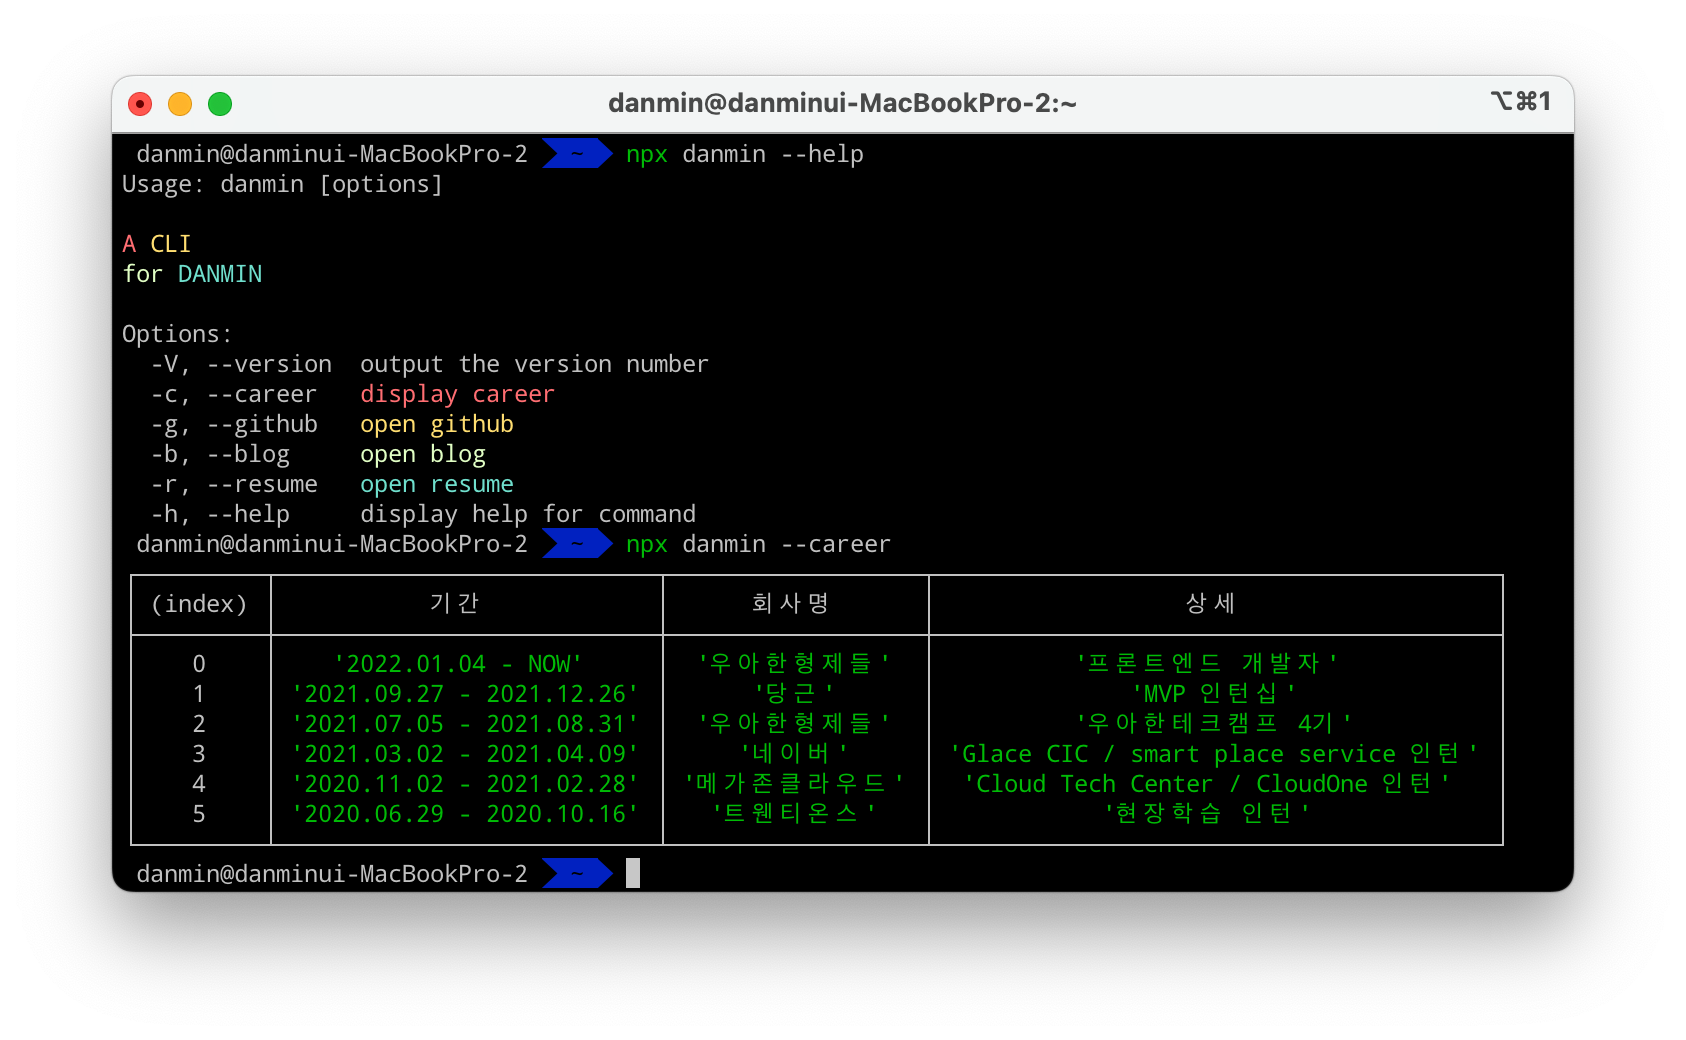 danmin@danminui-MacBookPro-2:~ ⌥⌘1
danmin@danminui-MacBookPro-2 ~ npx danmin --help
Usage: danmin [options]
A CLI
for DANMIN
Options:
-V, --version output the version number
-c, --career display career
-g, --github open github
-b, --blog open blog
-r, --resume open resume
-h, --help display help for command
danmin@danminui-MacBookPro-2 ~ npx danmin --career
(index) 기간 회사명 상세
0 '2022.01.04 - NOW' '우아한형제들' '프론트엔드 개발자'
1 '2021.09.27 - 2021.12.26' '당근' 'MVP 인턴십'
2 '2021.07.05 - 2021.08.31' '우아한형제들' '우아한테크캠프 4기'
3 '2021.03.02 - 2021.04.09' '네이버' 'Glace CIC / smart place service 인턴'
4 '2020.11.02 - 2021.02.28' '메가존클라우드' 'Cloud Tech Center / CloudOne 인턴'
5 '2020.06.29 - 2020.10.16' '트웬티온스' '현장학습 인턴'
danmin@danminui-MacBookPro-2 ~